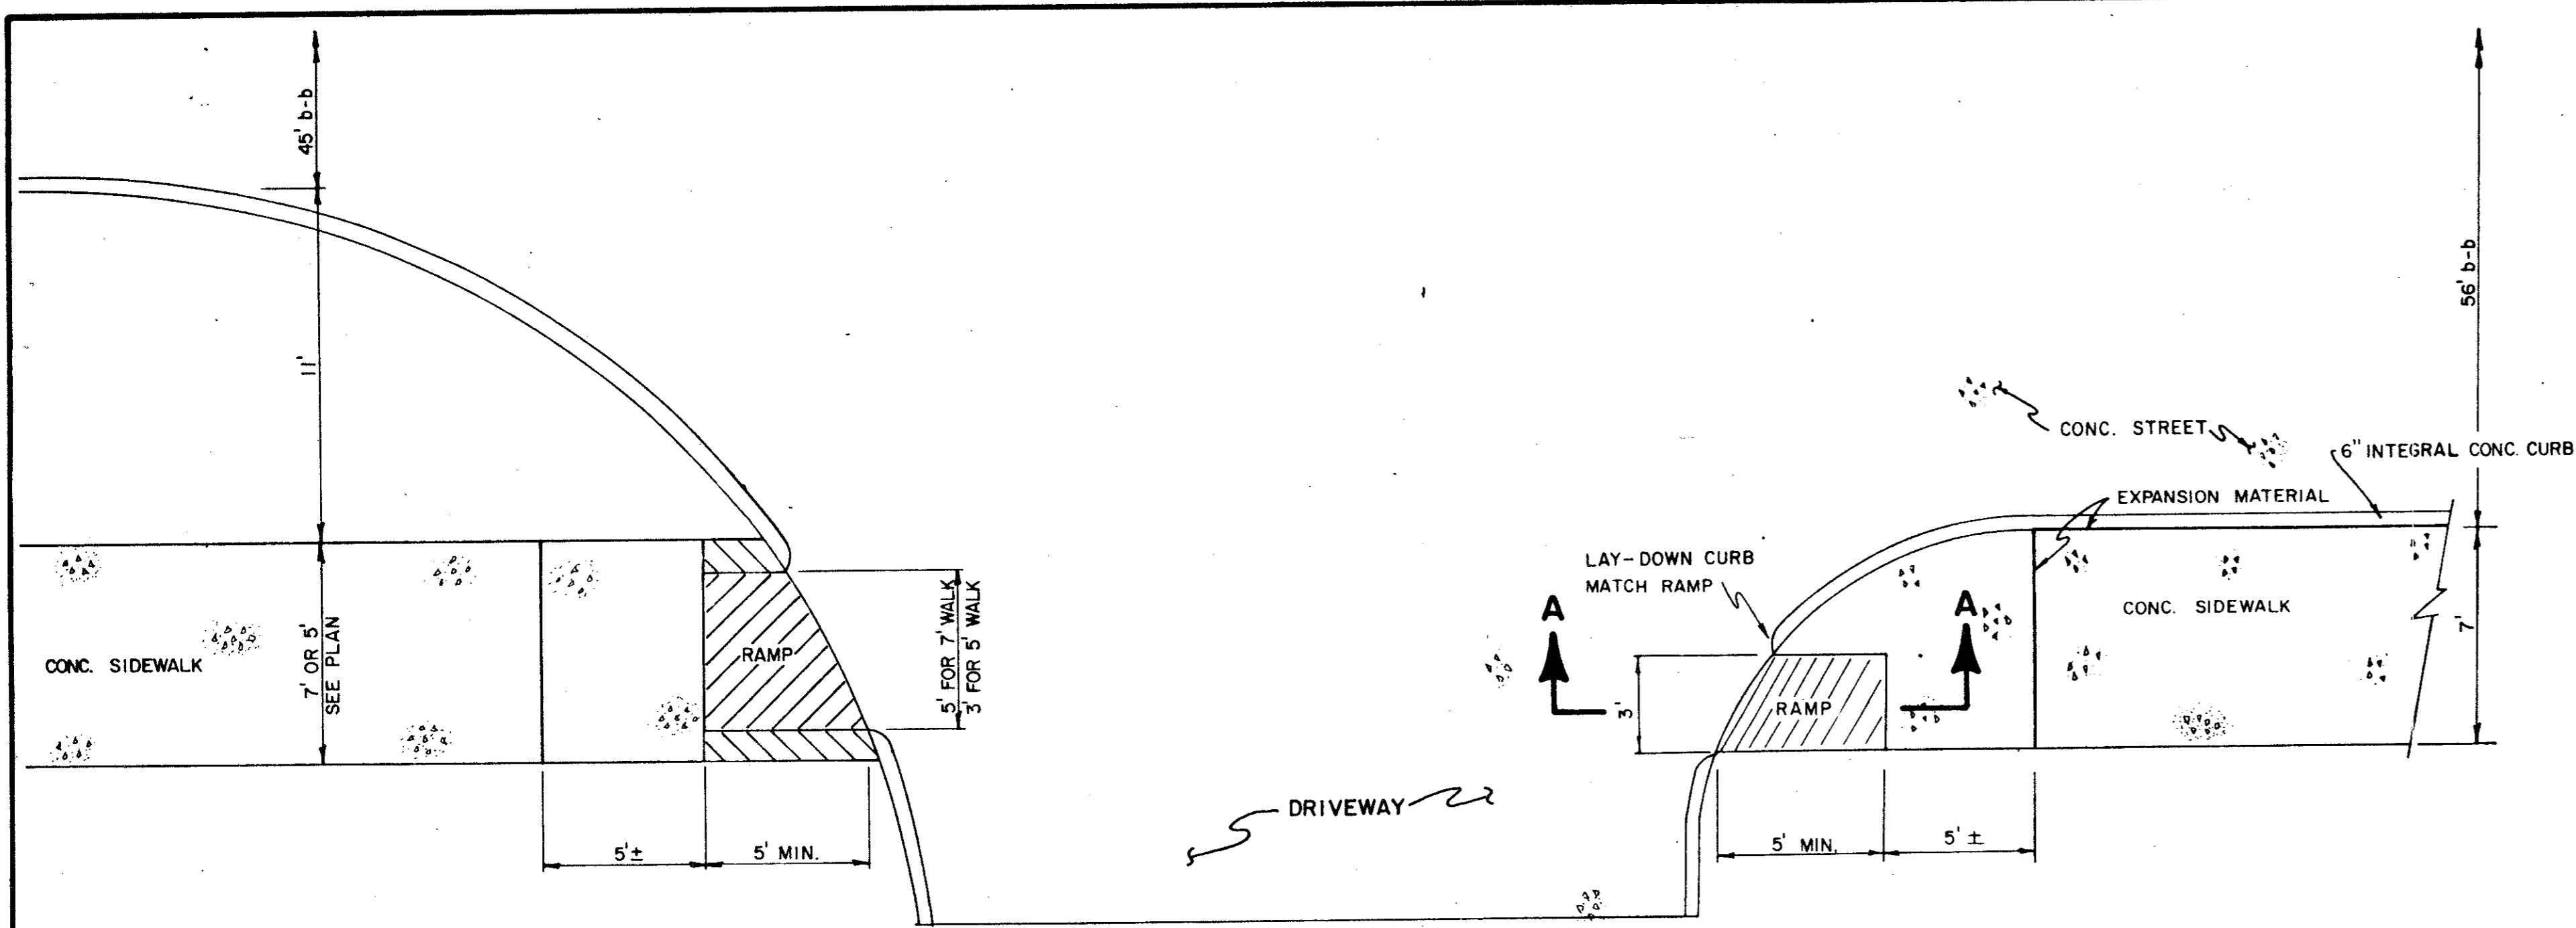 45' b-b
11'
7' OR 5'
SEE PLAN
CONC. SIDEWALK
RAMP
5' FOR 7' WALK
3' FOR 5' WALK
5'±
5' MIN.
DRIVEWAY
56' b-b
CONC. STREET
6" INTEGRAL CONC. CURB
EXPANSION MATERIAL
LAY-DOWN CURB
MATCH RAMP
A
A
CONC. SIDEWALK
7'
3'
RAMP
5' MIN.
5' ±